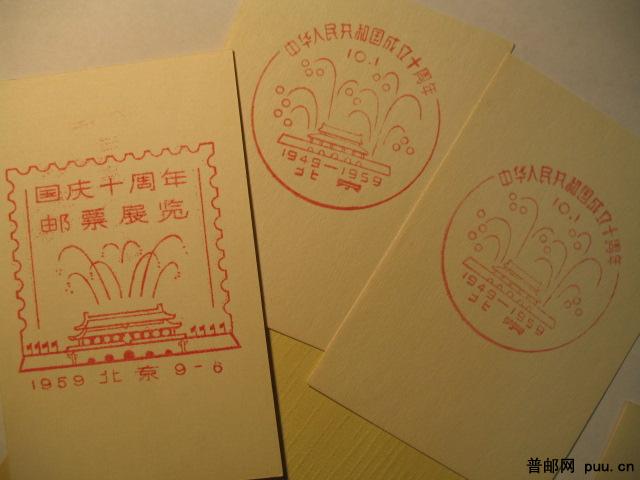 国庆十周年
邮票展览
1959 北京 9-6
中华人民共和国成立十周年
10.1
1949—1959
北京
中华人民共和国成立十周年
10.1
1949—1959
北京
普邮网 puu.cn